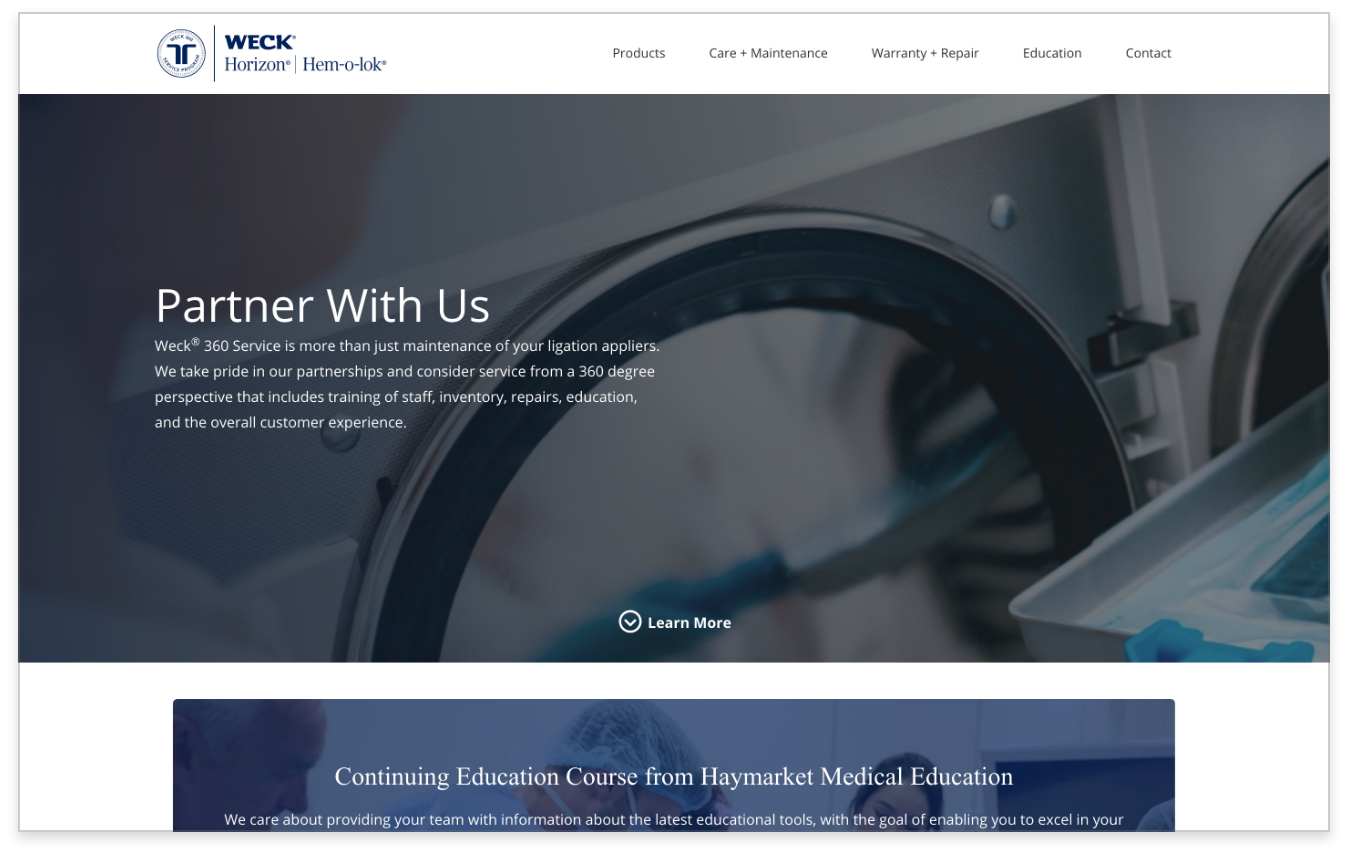 WECK 360
SERVICE PROGRAM
WECK®
Horizon® | Hem-o-lok®
Products
Care + Maintenance
Warranty + Repair
Education
Contact
Partner With Us
Weck® 360 Service is more than just maintenance of your ligation appliers.
We take pride in our partnerships and consider service from a 360 degree
perspective that includes training of staff, inventory, repairs, education,
and the overall customer experience.
Learn More
Continuing Education Course from Haymarket Medical Education
We care about providing your team with information about the latest educational tools, with the goal of enabling you to excel in your